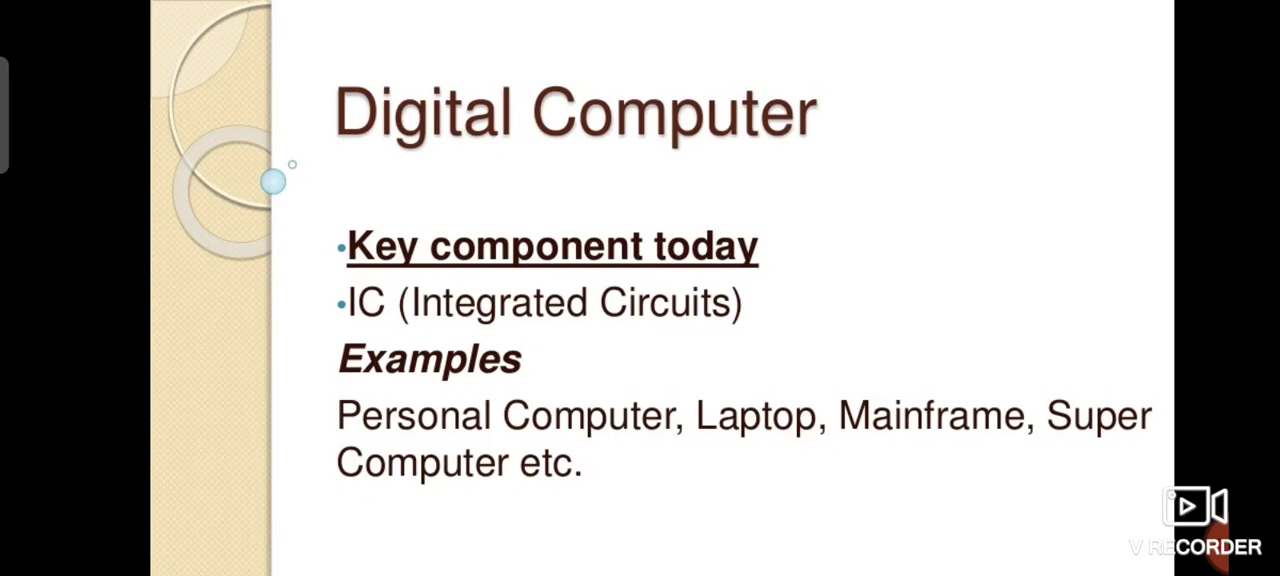 Digital Computer
•Key component today
•IC (Integrated Circuits)
Examples
Personal Computer, Laptop, Mainframe, Super
Computer etc.
V RECORDER